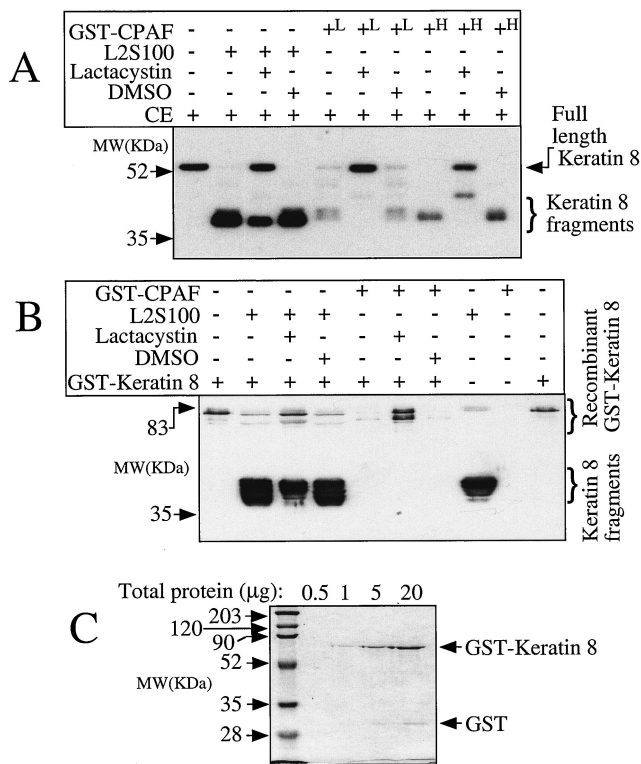 A
GST-CPAF - - - - +L +L +L +H +H +H
L2S100 - + + + - - - - - -
Lactacystin - - + - - + - - + -
DMSO - - - + - - + - - +
CE + + + + + + + + + +
MW(KDa)
52
35
Full length Keratin 8
Keratin 8 fragments
B
GST-CPAF - - - - + + + - + -
L2S100 - + + + - - - + - -
Lactacystin - - + - - + - - - -
DMSO - - - + - - + - - -
GST-Keratin 8 + + + + + + + - - +
83
MW(KDa)
35
Recombinant GST-Keratin 8
Keratin 8 fragments
C
Total protein (µg): 0.5 1 5 20
203
120
90
52
MW(KDa)
35
28
GST-Keratin 8
GST